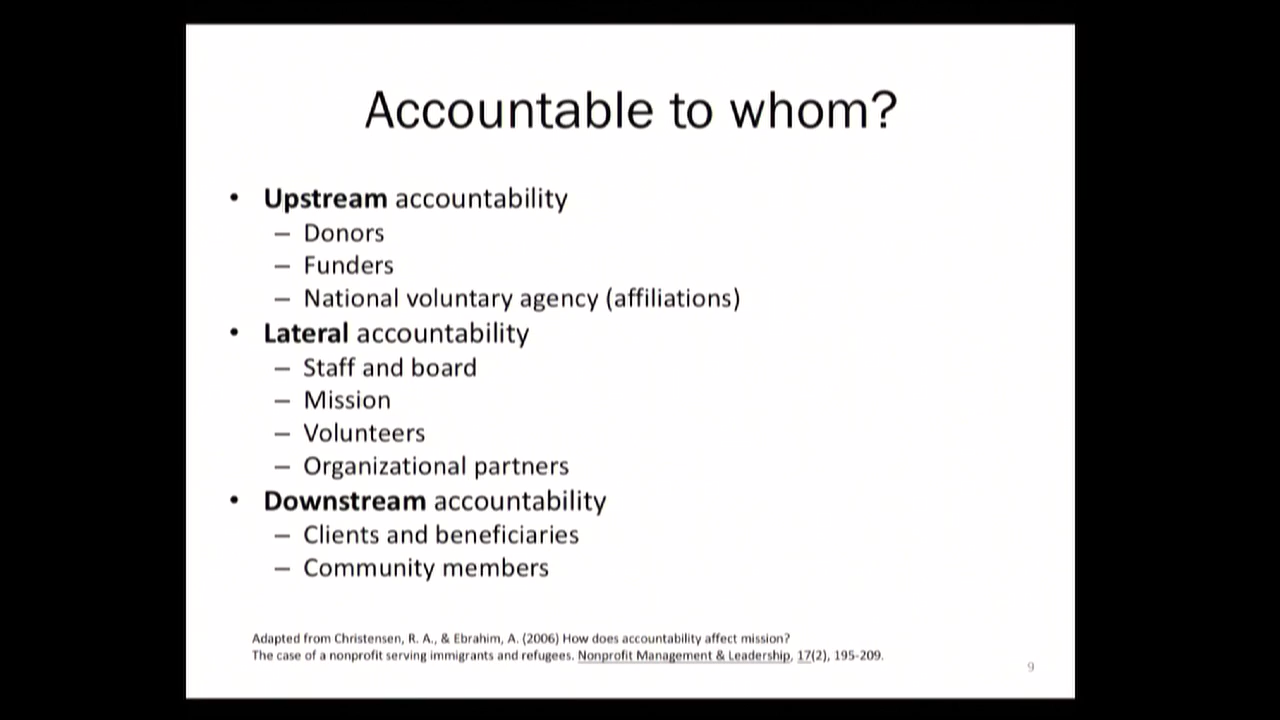 Accountable to whom?
• Upstream accountability
– Donors
– Funders
– National voluntary agency (affiliations)
• Lateral accountability
– Staff and board
– Mission
– Volunteers
– Organizational partners
• Downstream accountability
– Clients and beneficiaries
– Community members
Adapted from Christensen, R. A., & Ebrahim, A. (2006) How does accountability affect mission?
The case of a nonprofit serving immigrants and refugees. Nonprofit Management & Leadership, 17(2), 195-209.
9